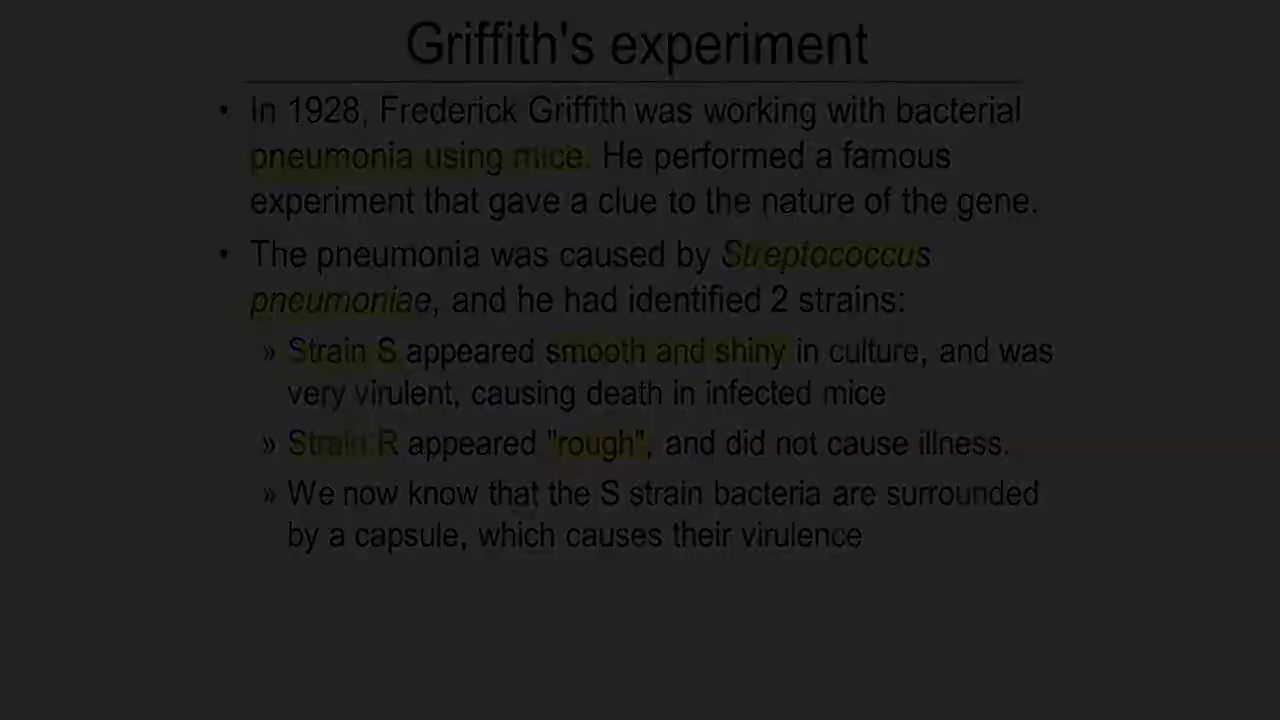 Griffith's experiment
• In 1928, Frederick Griffith was working with bacterial
pneumonia using mice. He performed a famous
experiment that gave a clue to the nature of the gene.
• The pneumonia was caused by Streptococcus
pneumoniae, and he had identified 2 strains:
» Strain S appeared smooth and shiny in culture, and was
very virulent, causing death in infected mice
» Strain R appeared "rough", and did not cause illness.
» We now know that the S strain bacteria are surrounded
by a capsule, which causes their virulence